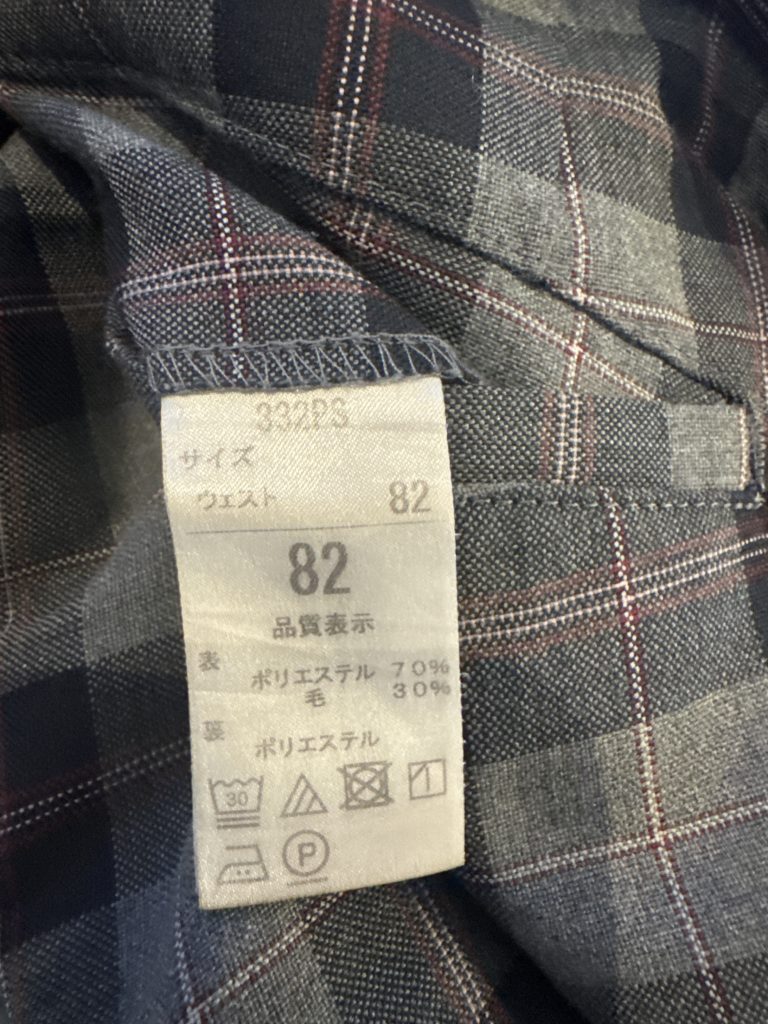 332PS
サイズ
ウェスト 82
82
品質表示
表
ポリエステル 70%
毛 30%
裏
ポリエステル
30
P